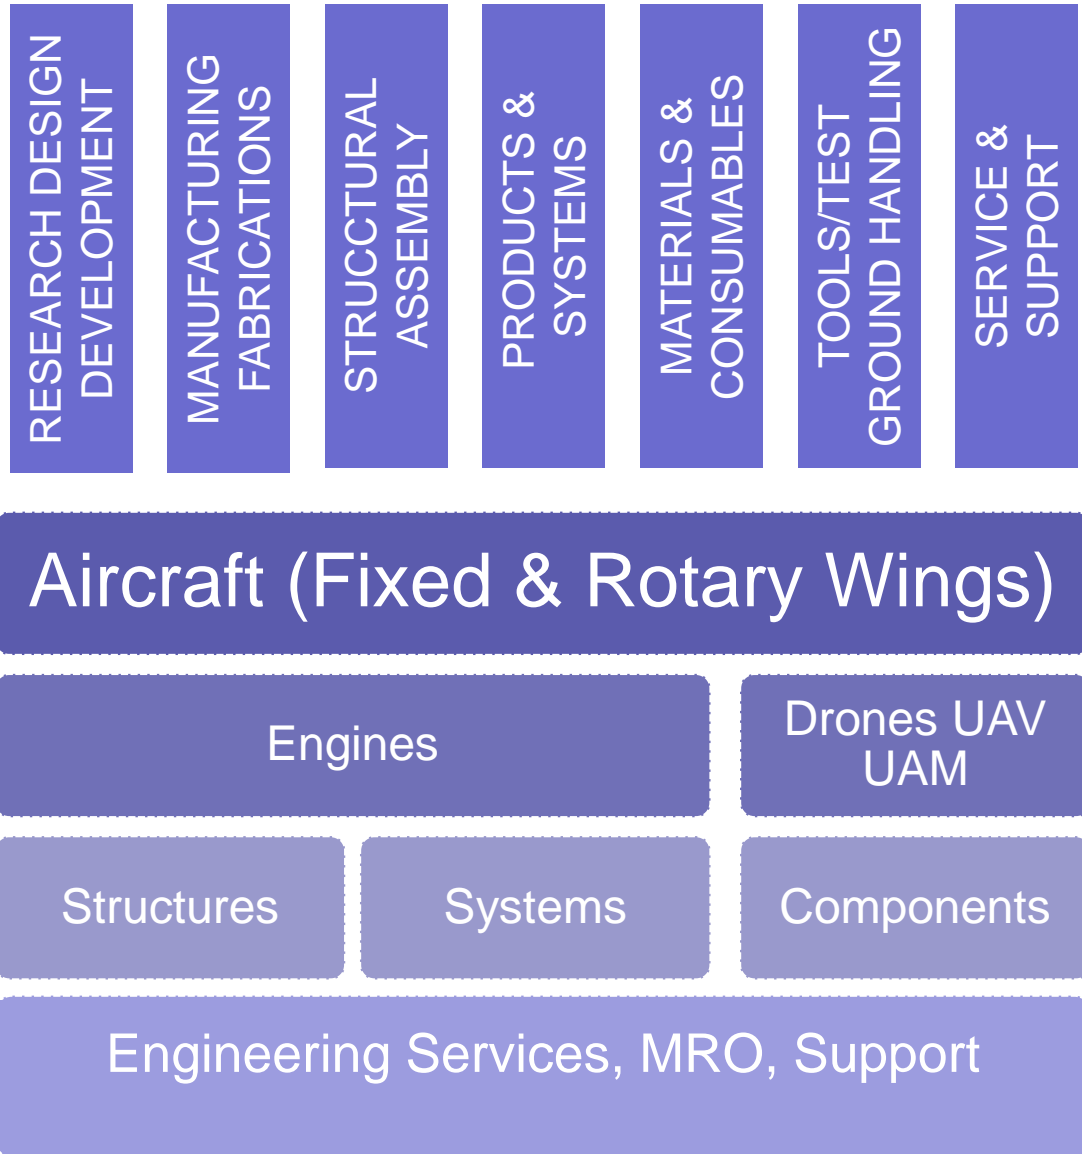 RESEARCH DESIGN
DEVELOPMENT
MANUFACTURING
FABRICATIONS
STRUCCTURAL
ASSEMBLY
PRODUCTS &
SYSTEMS
MATERIALS &
CONSUMABLES
TOOLS/TEST
GROUND HANDLING
SERVICE &
SUPPORT
Aircraft (Fixed & Rotary Wings)
Engines
Drones UAV
UAM
Structures
Systems
Components
Engineering Services, MRO, Support